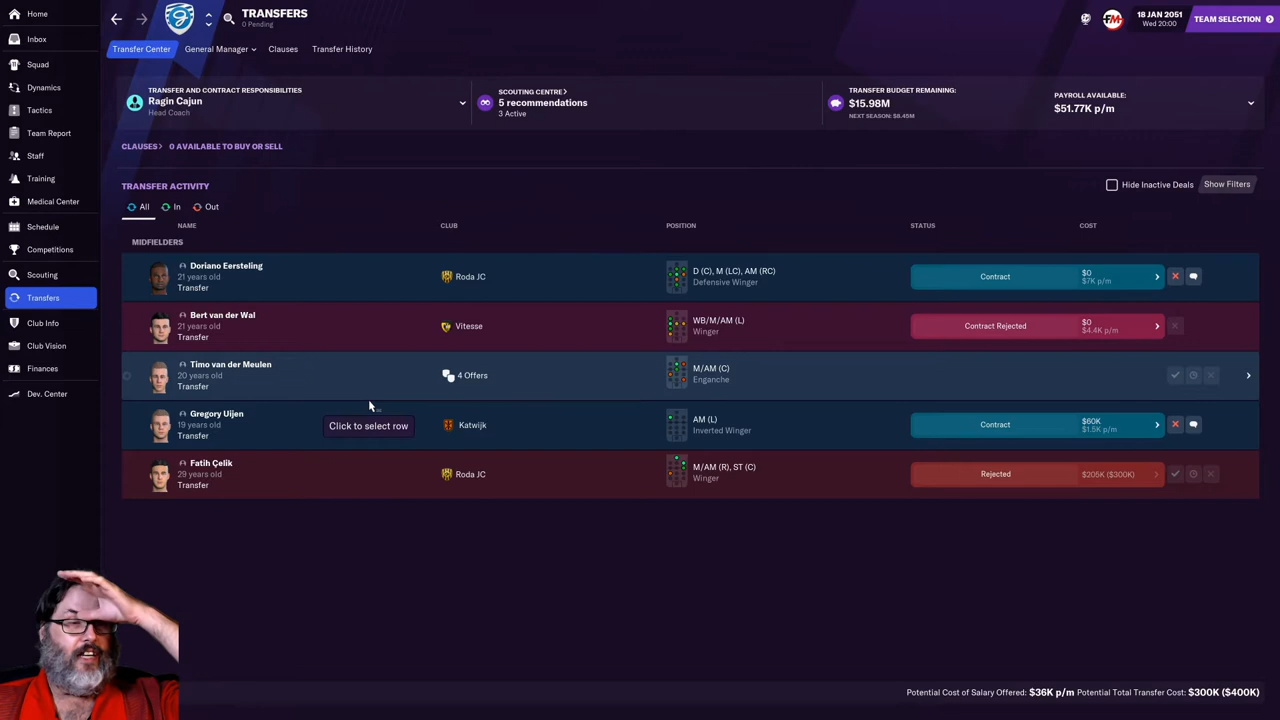 Home
Inbox
Squad
Dynamics
Tactics
Team Report
Staff
Training
Medical Center
Schedule
Competitions
Scouting
Transfers
Club Info
Club Vision
Finances
Dev. Center
TRANSFERS
0 Pending
18 JAN 2051
Wed 20:00
FM
TEAM SELECTION
Transfer Center
General Manager
Clauses
Transfer History
TRANSFER AND CONTRACT RESPONSIBILITIES
Ragin Cajun
Head Coach
SCOUTING CENTRE>
5 recommendations
3 Active
TRANSFER BUDGET REMAINING:
$15.98M
NEXT SEASON: $8.45M
PAYROLL AVAILABLE:
$51.77K p/m
CLAUSES> 0 AVAILABLE TO BUY OR SELL
TRANSFER ACTIVITY
Hide Inactive Deals
Show Filters
All
In
Out
NAME CLUB POSITION STATUS COST
MIDFIELDERS
Doriano Eersteling
21 years old
Transfer
Roda JC
D (C), M (LC), AM (RC)
Defensive Winger
Contract
$0
$7K p/m
Bert van der Wal
21 years old
Transfer
Vitesse
WB/M/AM (L)
Winger
Contract Rejected
$0
$4.4K p/m
Timo van der Meulen
20 years old
Transfer
4 Offers
M/AM (C)
Enganche
Gregory Uijen
19 years old
Transfer
Click to select row
Katwijk
AM (L)
Inverted Winger
Contract
$60K
$1.5K p/m
Fatih Çelik
29 years old
Transfer
Roda JC
M/AM (R), ST (C)
Winger
Rejected
$205K ($300K)
Potential Cost of Salary Offered: $36K p/m Potential Total Transfer Cost: $300K ($400K)